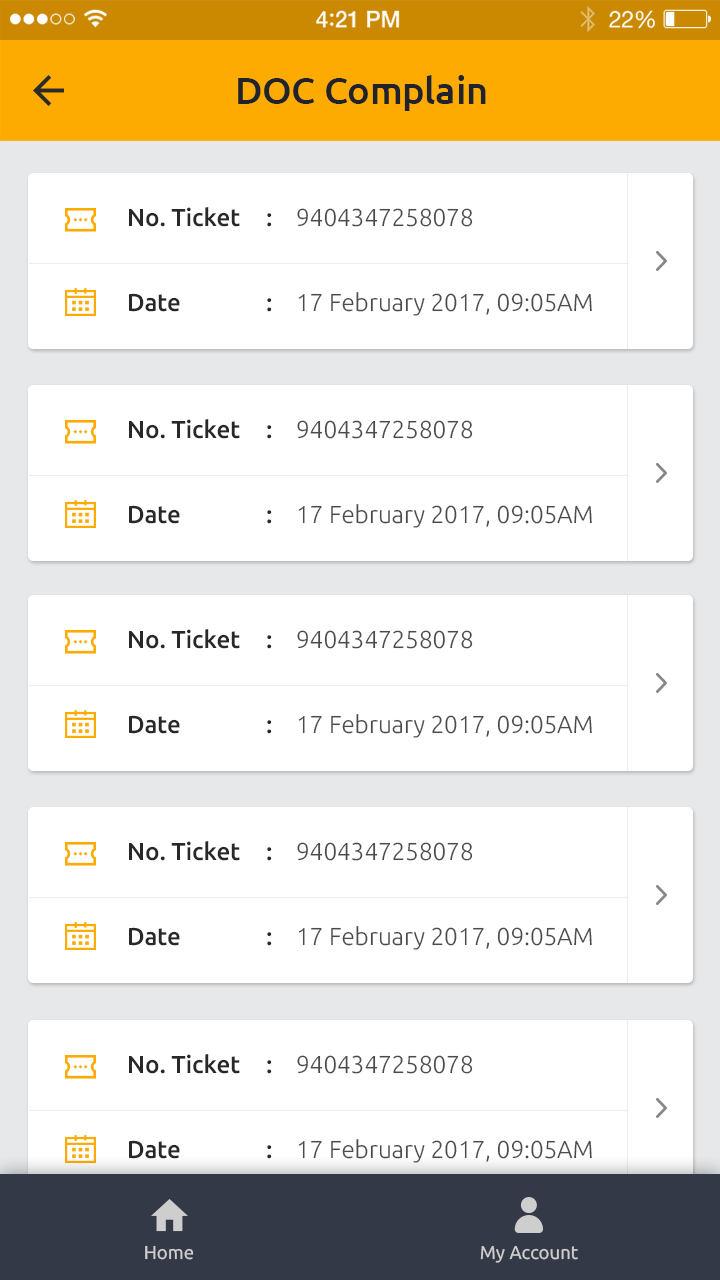 4:21 PM 22%
DOC Complain
No. Ticket : 9404347258078
Date : 17 February 2017, 09:05AM
No. Ticket : 9404347258078
Date : 17 February 2017, 09:05AM
No. Ticket : 9404347258078
Date : 17 February 2017, 09:05AM
No. Ticket : 9404347258078
Date : 17 February 2017, 09:05AM
No. Ticket : 9404347258078
Date : 17 February 2017, 09:05AM
Home My Account